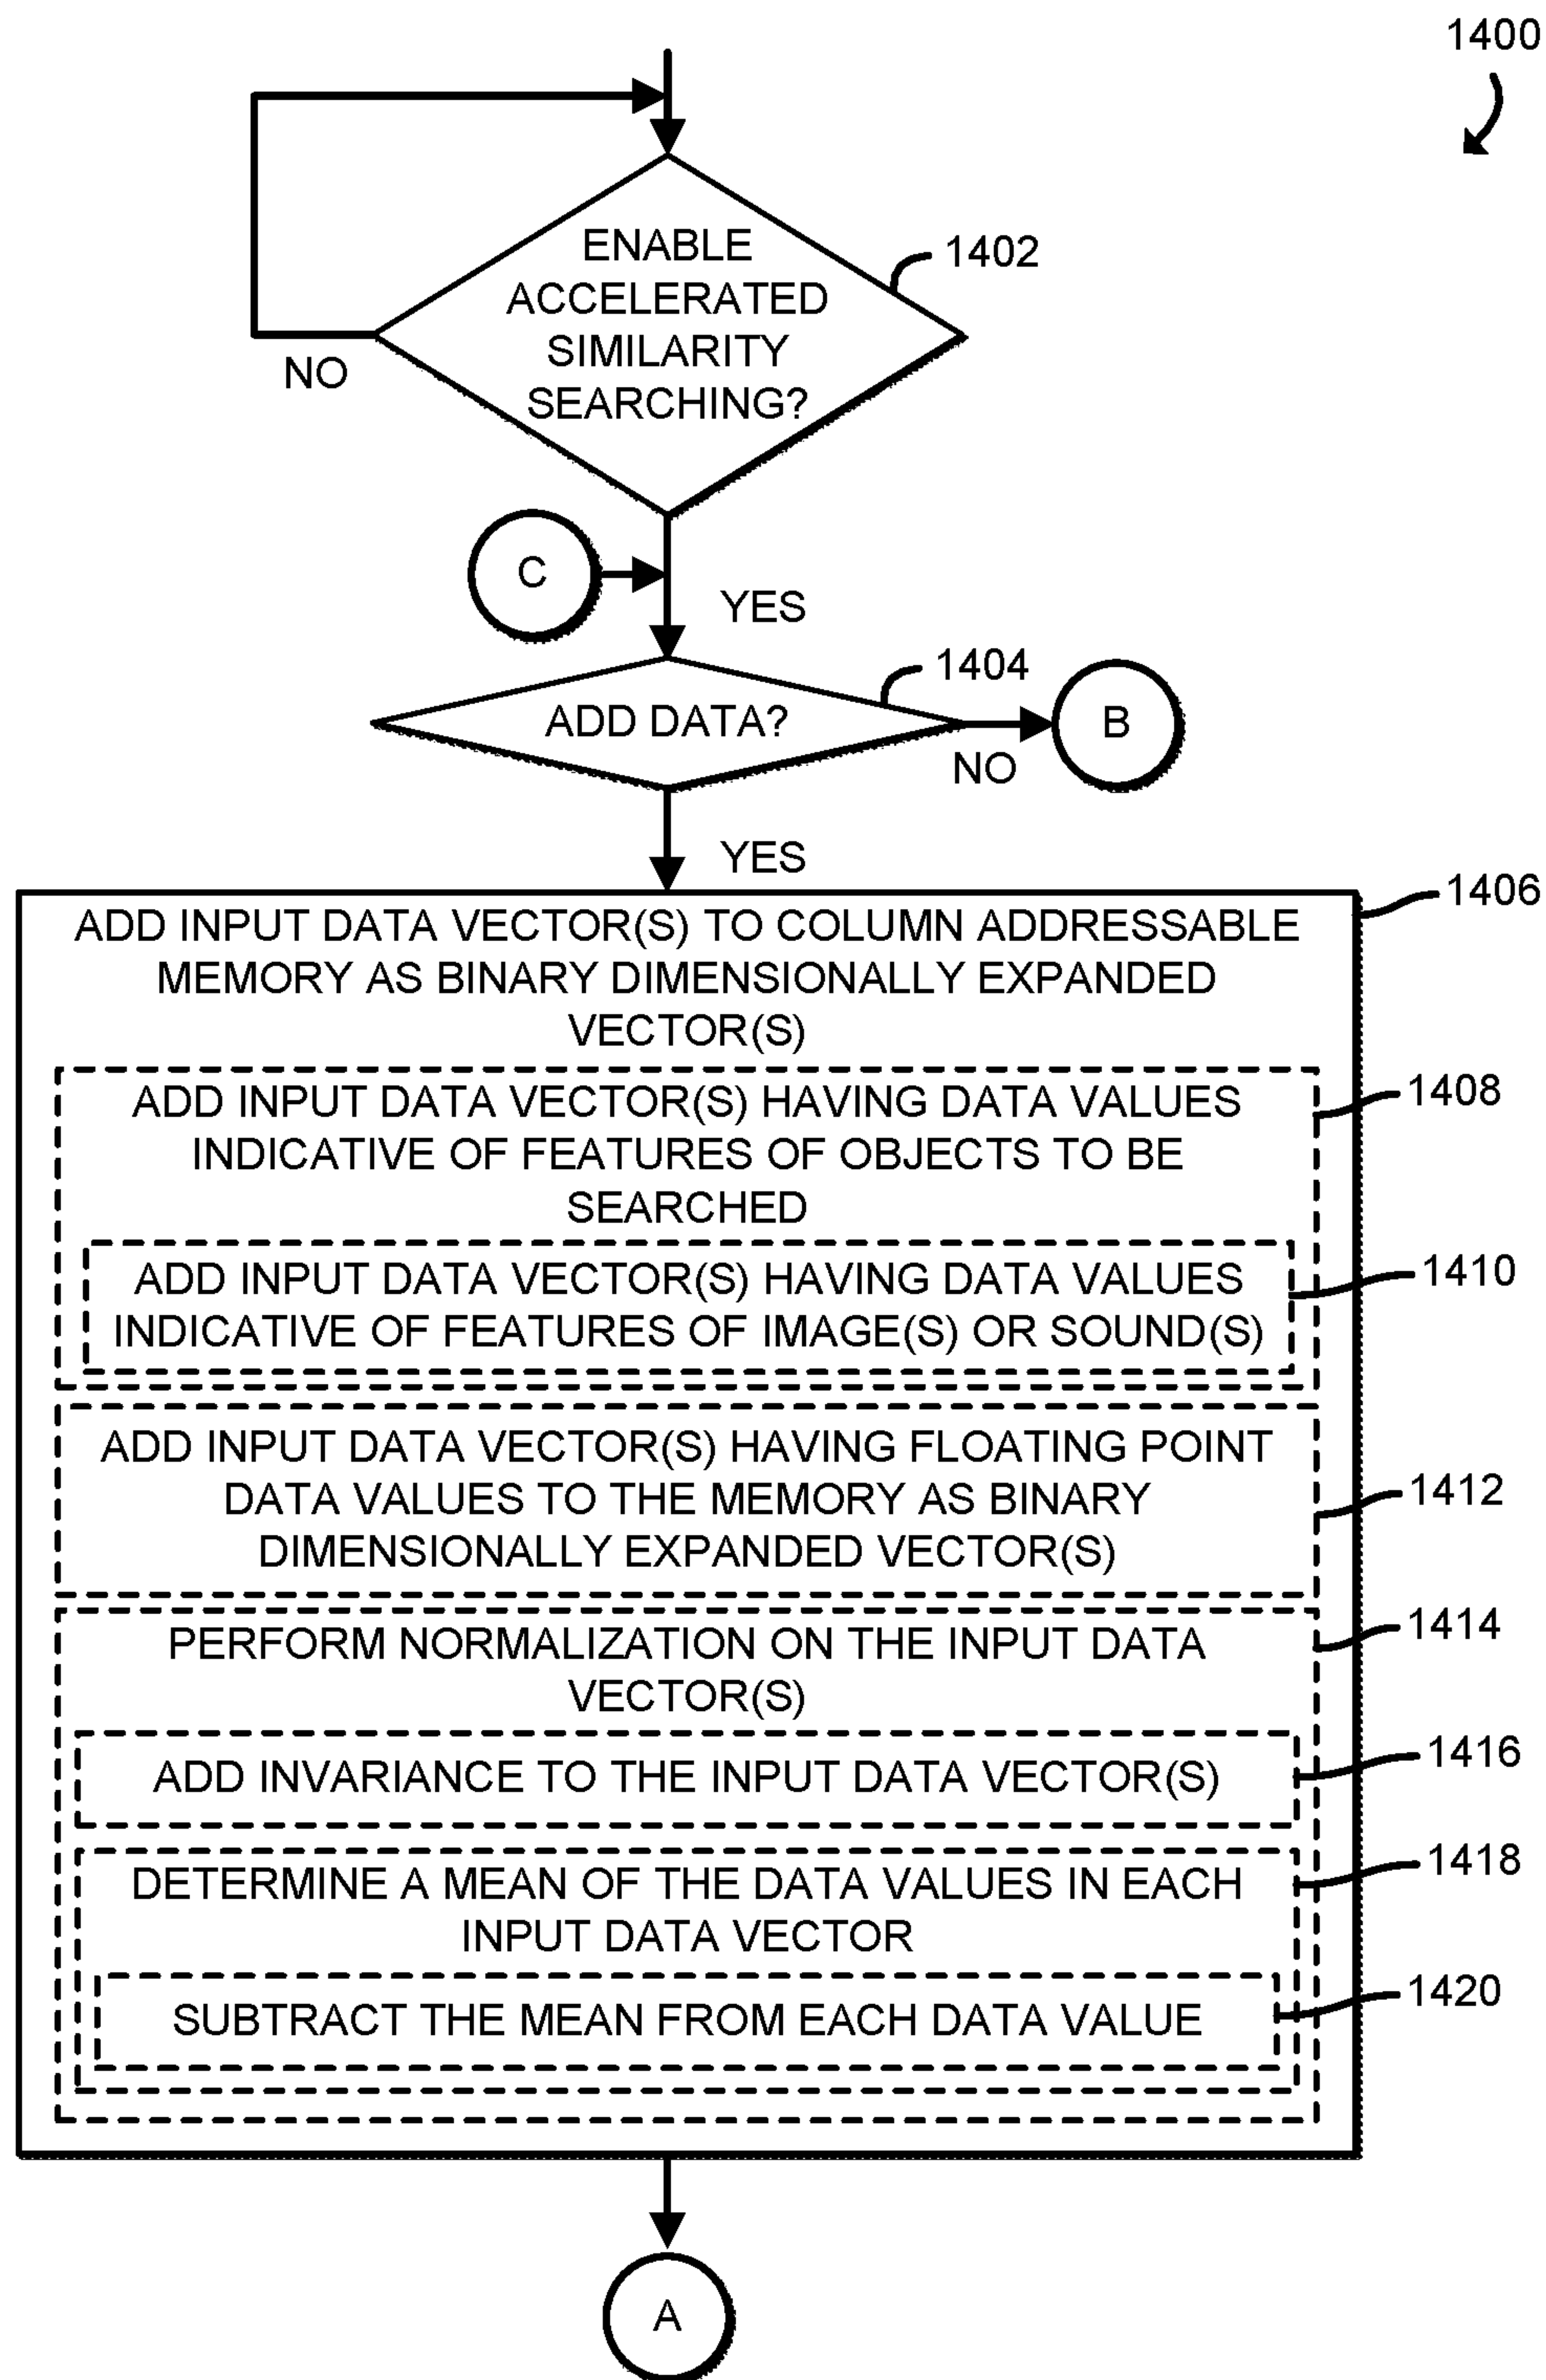 1400
ENABLE
ACCELERATED
SIMILARITY
SEARCHING?
1402
NO
C
YES
1404
ADD DATA?
B
NO
YES
1406
ADD INPUT DATA VECTOR(S) TO COLUMN ADDRESSABLE
MEMORY AS BINARY DIMENSIONALLY EXPANDED
VECTOR(S)
1408
ADD INPUT DATA VECTOR(S) HAVING DATA VALUES
INDICATIVE OF FEATURES OF OBJECTS TO BE
SEARCHED
1410
ADD INPUT DATA VECTOR(S) HAVING DATA VALUES
INDICATIVE OF FEATURES OF IMAGE(S) OR SOUND(S)
ADD INPUT DATA VECTOR(S) HAVING FLOATING POINT
1412
DATA VALUES TO THE MEMORY AS BINARY
DIMENSIONALLY EXPANDED VECTOR(S)
1414
PERFORM NORMALIZATION ON THE INPUT DATA
VECTOR(S)
1416
ADD INVARIANCE TO THE INPUT DATA VECTOR(S)
1418
DETERMINE A MEAN OF THE DATA VALUES IN EACH
INPUT DATA VECTOR
1420
SUBTRACT THE MEAN FROM EACH DATA VALUE
A